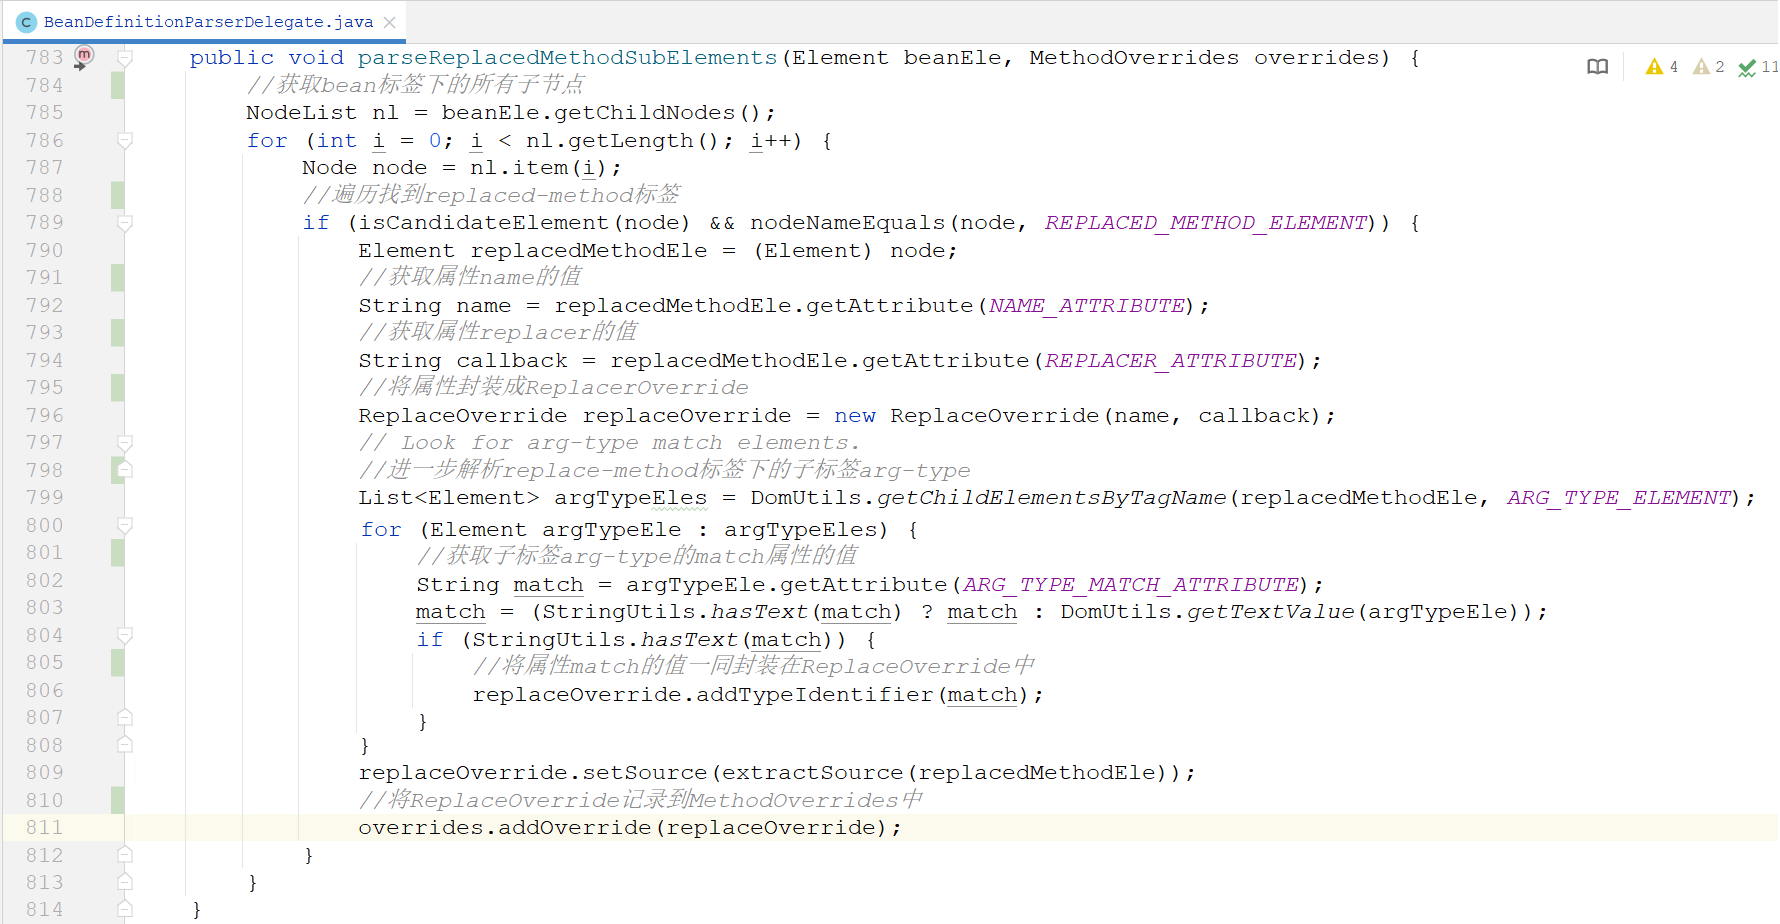 C BeanDefinitionParserDelegate.java
783 m public void parseReplacedMethodSubElements(Element beanEle, MethodOverrides overrides) { 4 2 11
784 //获取bean标签下的所有子节点
785 NodeList nl = beanEle.getChildNodes();
786 for (int i = 0; i < nl.getLength(); i++) {
787 Node node = nl.item(i);
788 //遍历找到replaced-method标签
789 if (isCandidateElement(node) && nodeNameEquals(node, REPLACED_METHOD_ELEMENT)) {
790 Element replacedMethodEle = (Element) node;
791 //获取属性name的值
792 String name = replacedMethodEle.getAttribute(NAME_ATTRIBUTE);
793 //获取属性replacer的值
794 String callback = replacedMethodEle.getAttribute(REPLACER_ATTRIBUTE);
795 //将属性封装成ReplacerOverride
796 ReplaceOverride replaceOverride = new ReplaceOverride(name, callback);
797 // Look for arg-type match elements.
798 //进一步解析replace-method标签下的子标签arg-type
799 List<Element> argTypeEles = DomUtils.getChildElementsByTagName(replacedMethodEle, ARG_TYPE_ELEMENT);
800 for (Element argTypeEle : argTypeEles) {
801 //获取子标签arg-type的match属性的值
802 String match = argTypeEle.getAttribute(ARG_TYPE_MATCH_ATTRIBUTE);
803 match = (StringUtils.hasText(match) ? match : DomUtils.getTextValue(argTypeEle));
804 if (StringUtils.hasText(match)) {
805 //将属性match的值一同封装在ReplaceOverride中
806 replaceOverride.addTypeIdentifier(match);
807 }
808 }
809 replaceOverride.setSource(extractSource(replacedMethodEle));
810 //将ReplaceOverride记录到MethodOverrides中
811 overrides.addOverride(replaceOverride);
812 }
813 }
814 }